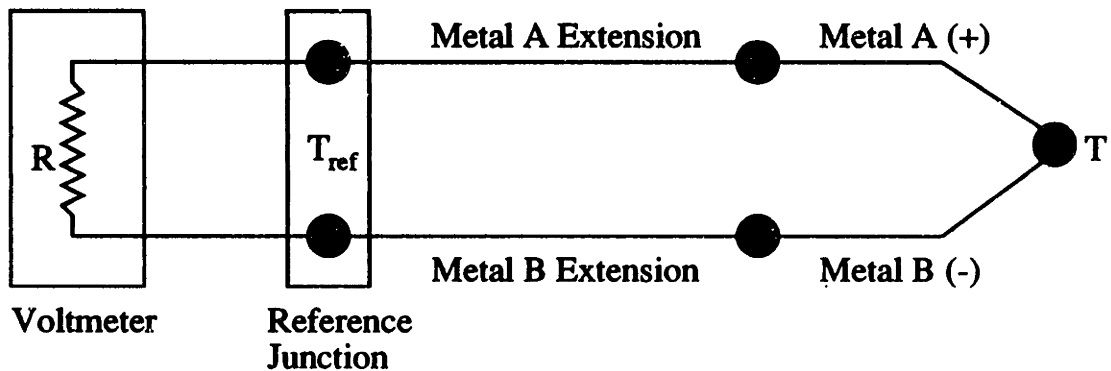 Metal A Extension
Metal A (+)
R
T_ref
T
Metal B Extension
Metal B (-)
Voltmeter
Reference
Junction